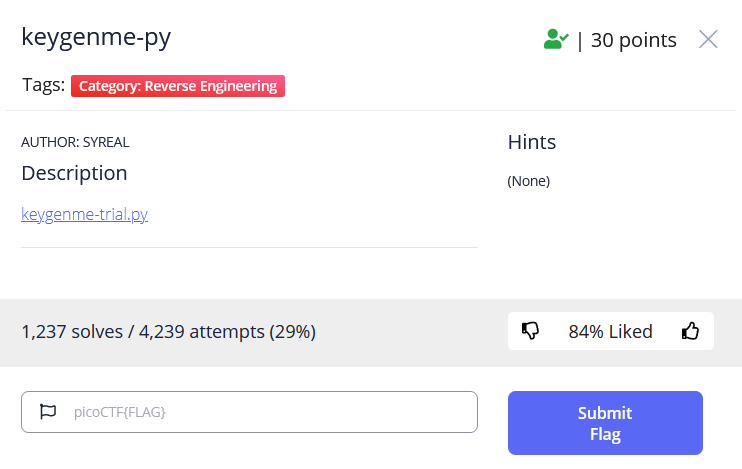 keygenme-py
| 30 points
Tags: Category: Reverse Engineering
AUTHOR: SYREAL
Hints
Description
(None)
keygenme-trial.py
1,237 solves / 4,239 attempts (29%)
84% Liked
picoCTF{FLAG}
Submit
Flag